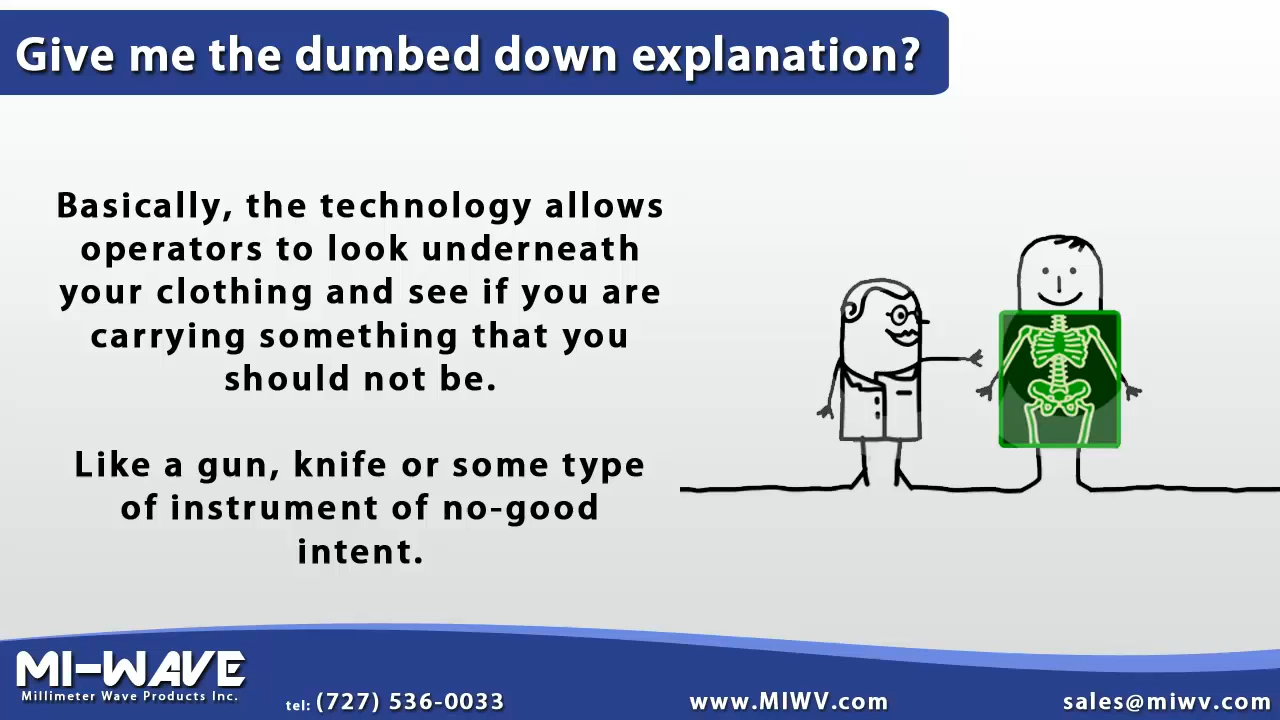 Give me the dumbed down explanation?
Basically, the technology allows
operators to look underneath
your clothing and see if you are
carrying something that you
should not be.
Like a gun, knife or some type
of instrument of no-good
intent.
MI-WAVE
Millimeter Wave Products Inc.
tel: (727) 536-0033
www.MIWV.com
sales@miwv.com